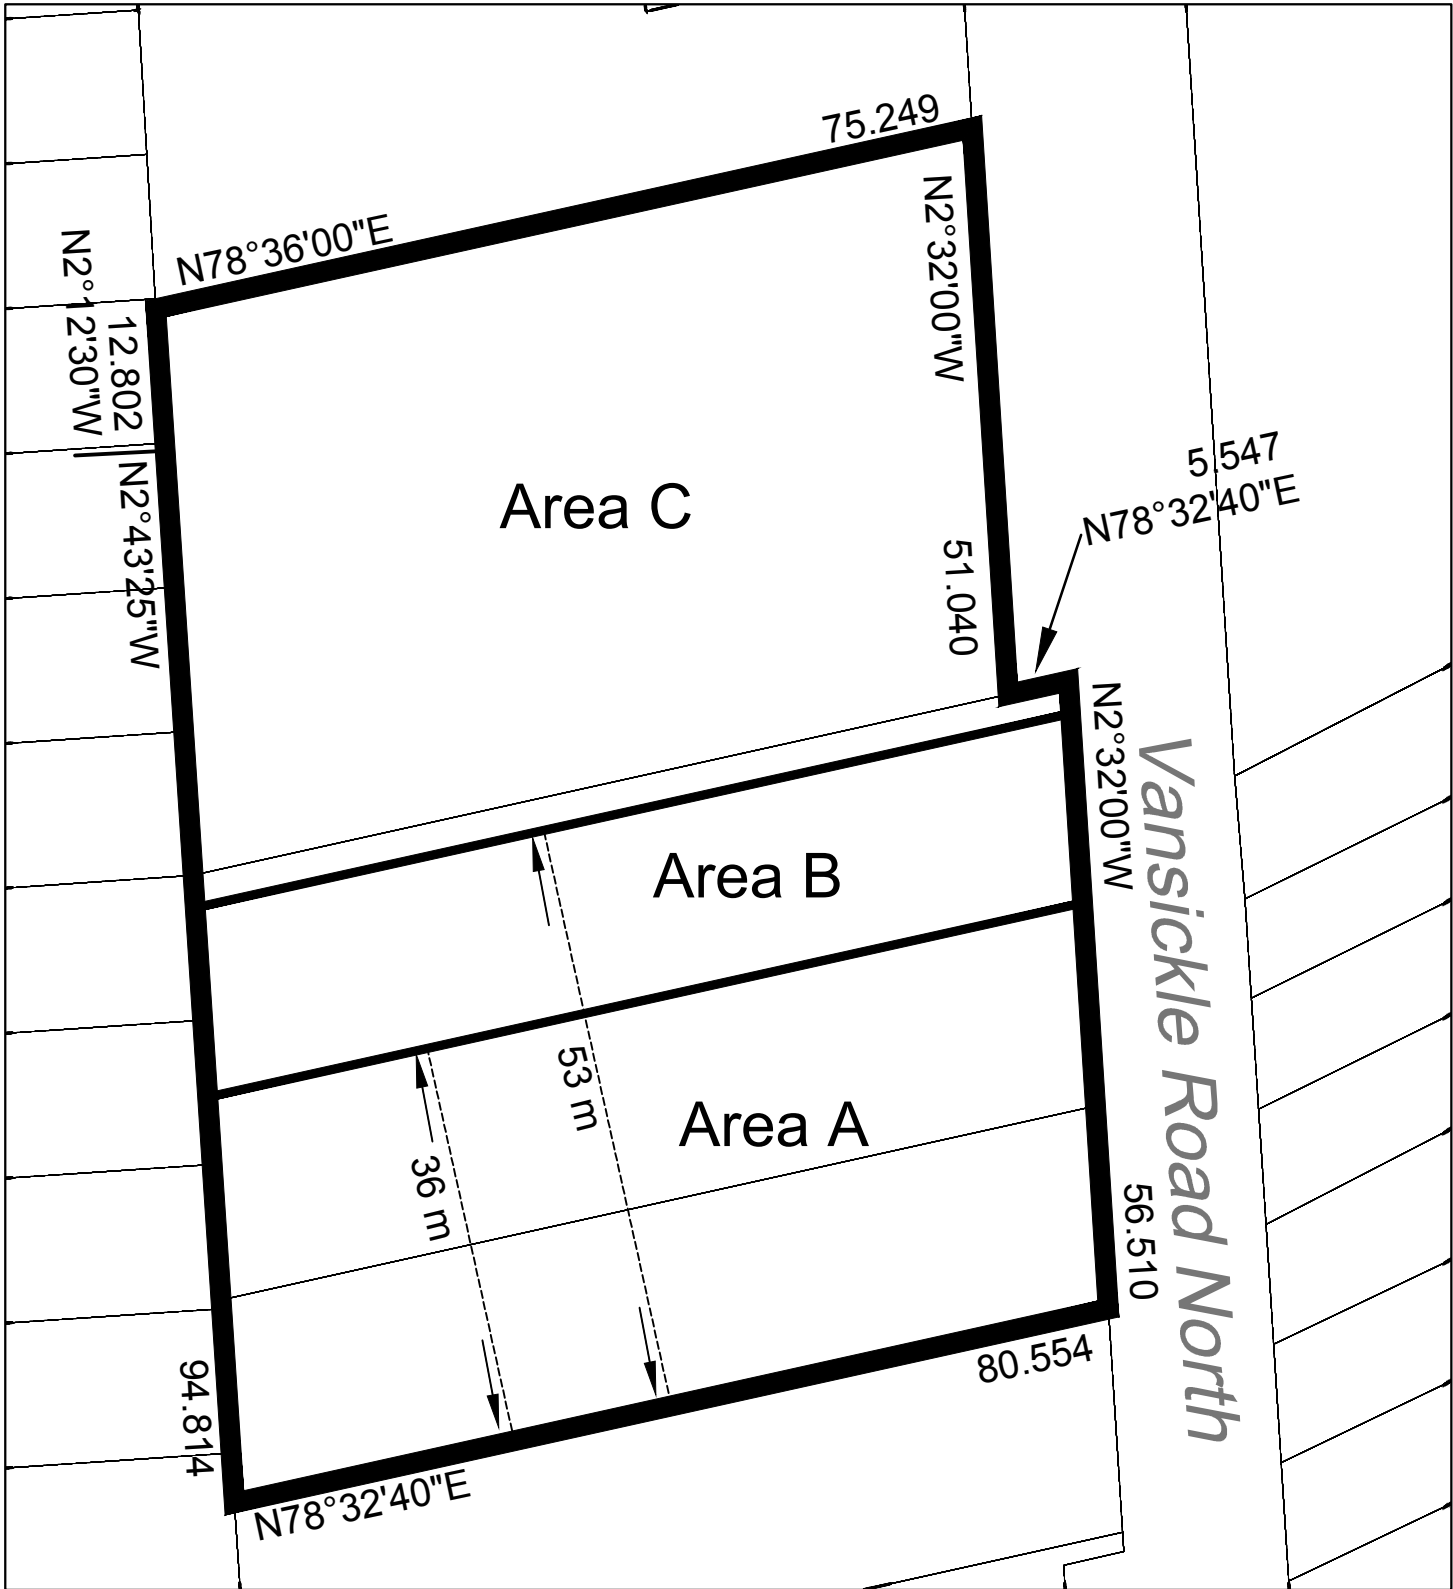 75.249
N78°36'00"E
N2°32'00"W
N2°12'30"W
12.802
N2°43'25"W
Area C
5.547
N78°32'40"E
51.040
N2°32'00"W
Vansickle Road North
Area B
53 m
Area A
36 m
56.510
80.554
94.814
N78°32'40"E